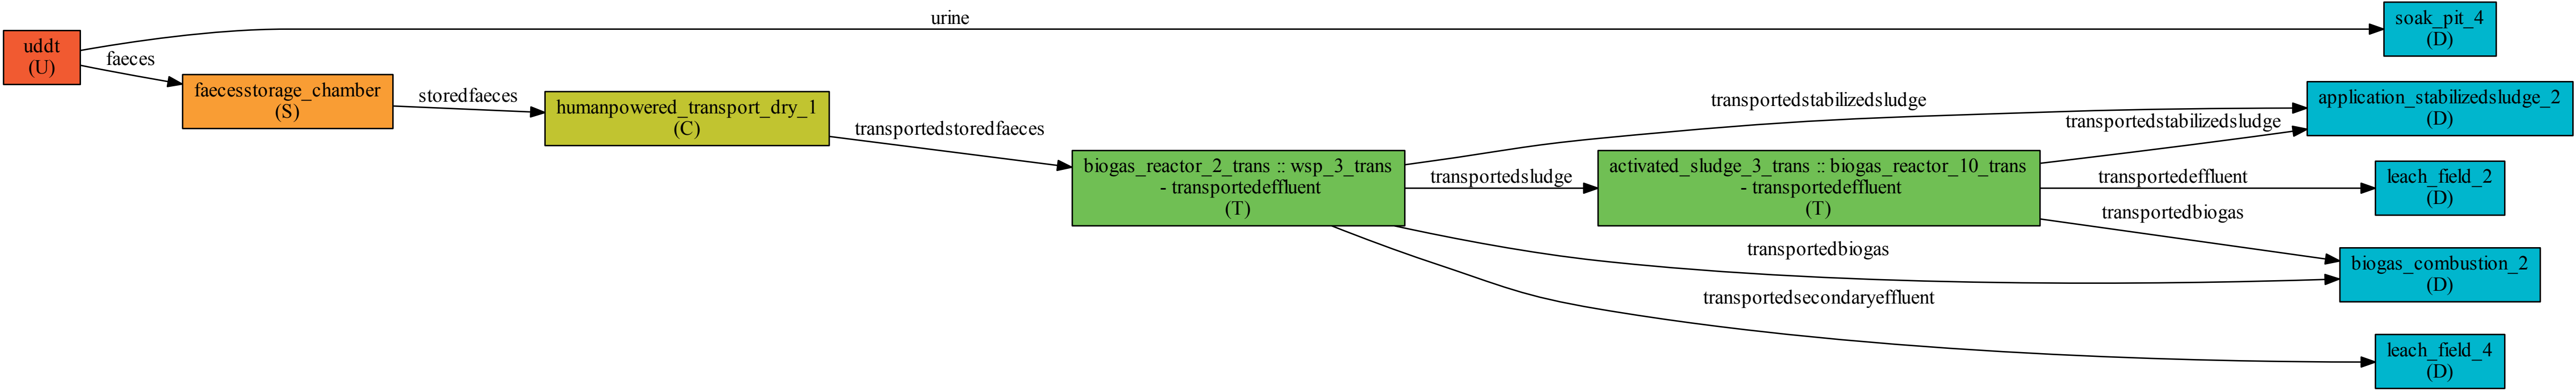 urine
soak_pit_4
(D)
uddt
(U)
faeces
faecesstorage_chamber
(S)
storedfaeces
humanpowered_transport_dry_1
(C)
transportedstoredfaeces
biogas_reactor_2_trans :: wsp_3_trans
- transportedeffluent
(T)
transportedstabilizedsludge
transportedsludge
activated_sludge_3_trans :: biogas_reactor_10_trans
- transportedeffluent
(T)
transportedstabilizedsludge
application_stabilizedsludge_2
(D)
transportedeffluent
leach_field_2
(D)
transportedbiogas
transportedbiogas
biogas_combustion_2
(D)
transportedsecondaryeffluent
leach_field_4
(D)